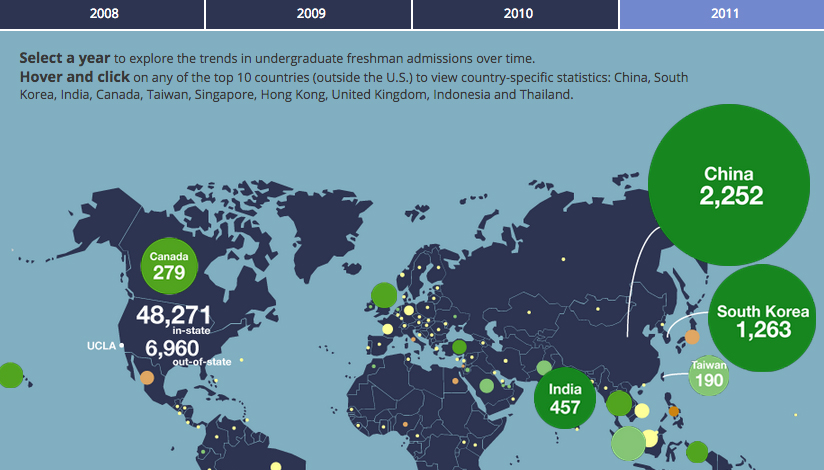 2008 2009 2010 2011
Select a year to explore the trends in undergraduate freshman admissions over time.
Hover and click on any of the top 10 countries (outside the U.S.) to view country-specific statistics: China, South
Korea, India, Canada, Taiwan, Singapore, Hong Kong, United Kingdom, Indonesia and Thailand.
China
2,252
Canada
279
48,271
in-state
South Korea
1,263
UCLA
6,960
out-of-state
Taiwan
190
India
457